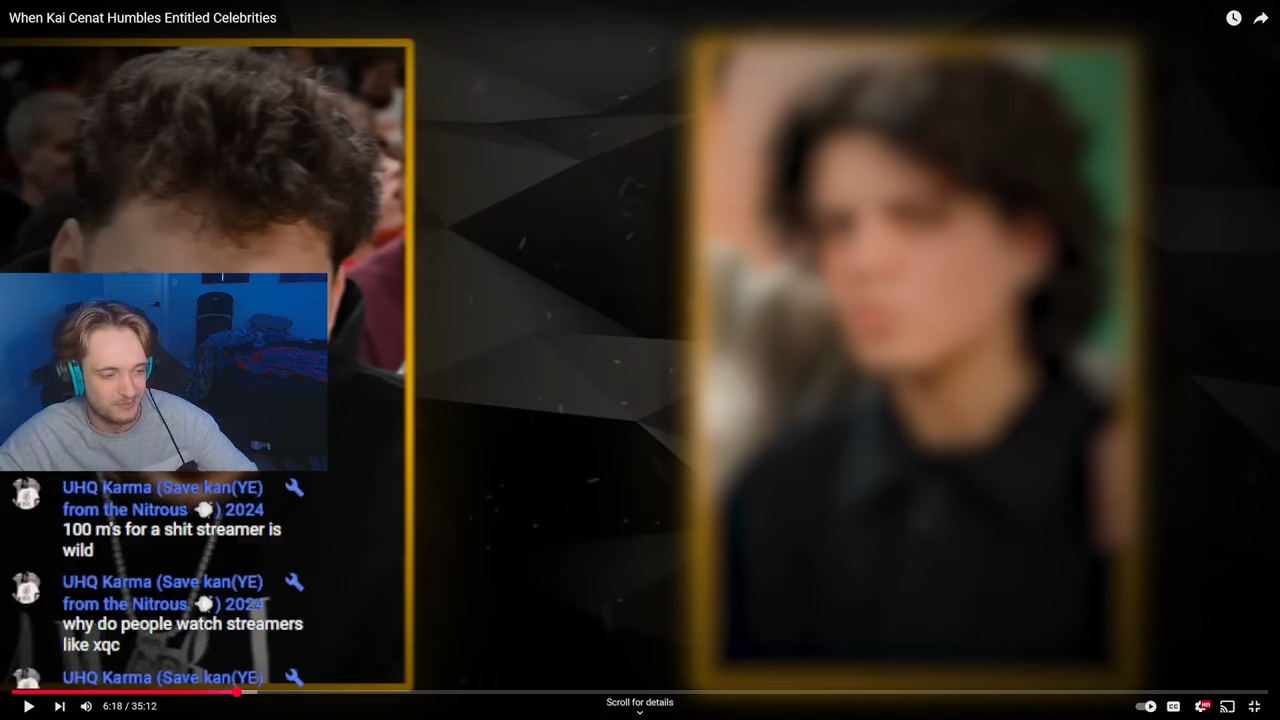 When Kai Cenat Humbles Entitled Celebrities
UHQ Karma (Save kan(YE)
from the Nitrous ) 2024
100 m's for a shit streamer is
wild
UHQ Karma (Save kan(YE)
from the Nitrous ) 2024
why do people watch streamers
like xqc
UHQ Karma (Save kan(YE)
6:18 / 35:12
Scroll for details
CC
HD